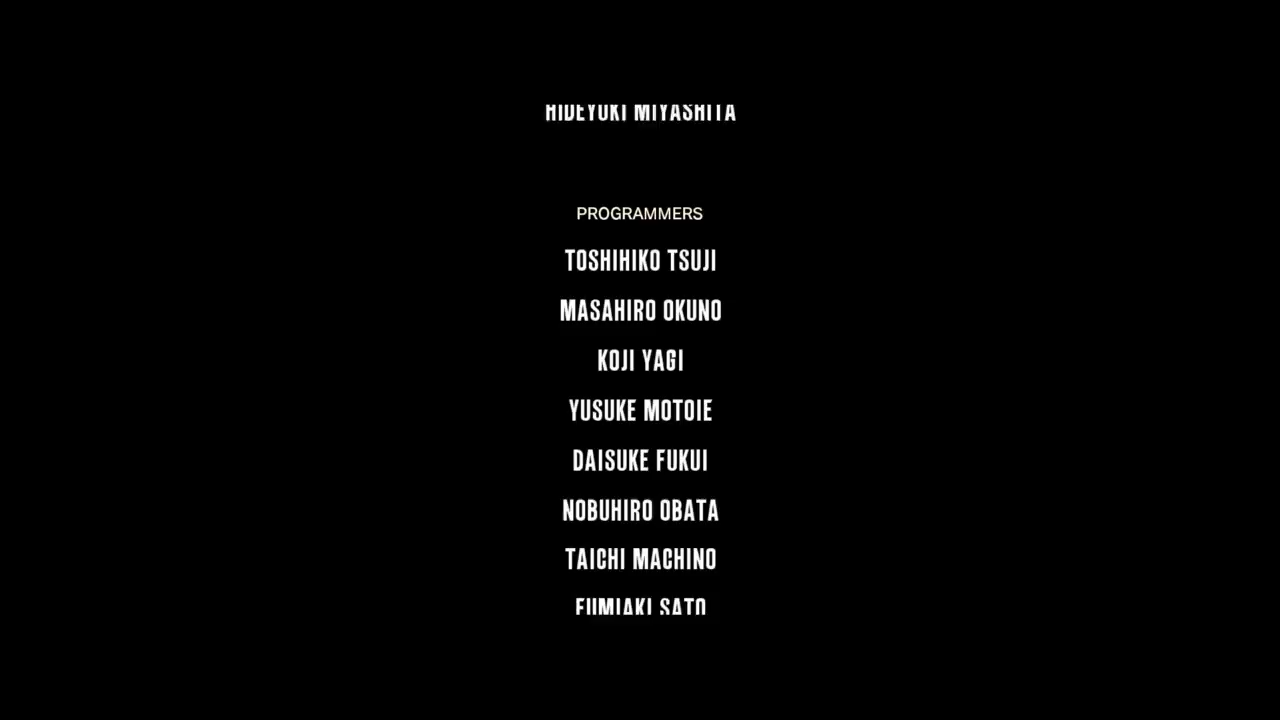 HIDEYUKI MIYASHITA
PROGRAMMERS
TOSHIHIKO TSUJI
MASAHIRO OKUNO
KOJI YAGI
YUSUKE MOTOIE
DAISUKE FUKUI
NOBUHIRO OBATA
TAICHI MACHINO
FUMIAKI SATO